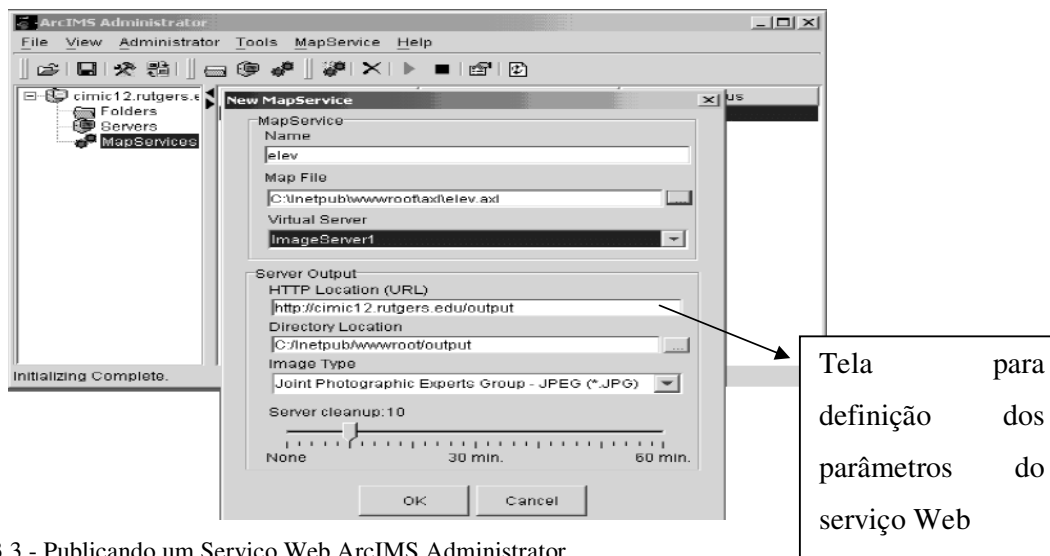 ArcIMS Administrator
File View Administrator Tools MapService Help
cimic12.rutgers.e
Folders
Servers
MapServices
us
New MapService
MapService
Name
elev
Map File
C:\Inetpub\wwwroot\axl\elev.axl
Virtual Server
ImageServer1
Server Output
HTTP Location (URL)
http://cimic12.rutgers.edu/output
Directory Location
C:/Inetpub/wwwroot/output
...
Image Type
Joint Photographic Experts Group - JPEG (*.JPG)
Server cleanup:10
None 30 min. 60 min.
OK Cancel
Initializing Complete.
Tela para
definição dos
parâmetros do
serviço Web
3 - Publicando um Serviço Web ArcIMS Administrator